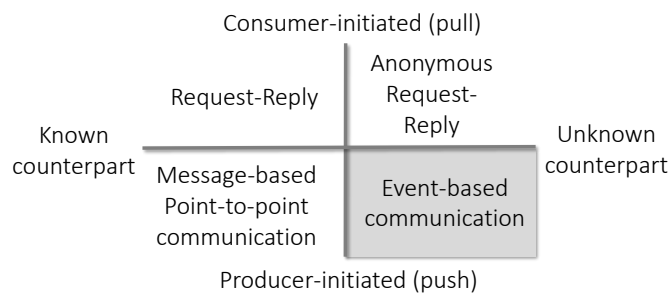 Consumer-initiated (pull)
Request-Reply
Anonymous
Request-
Reply
Known
counterpart
Unknown
counterpart
Message-based
Point-to-point
communication
Event-based
communication
Producer-initiated (push)